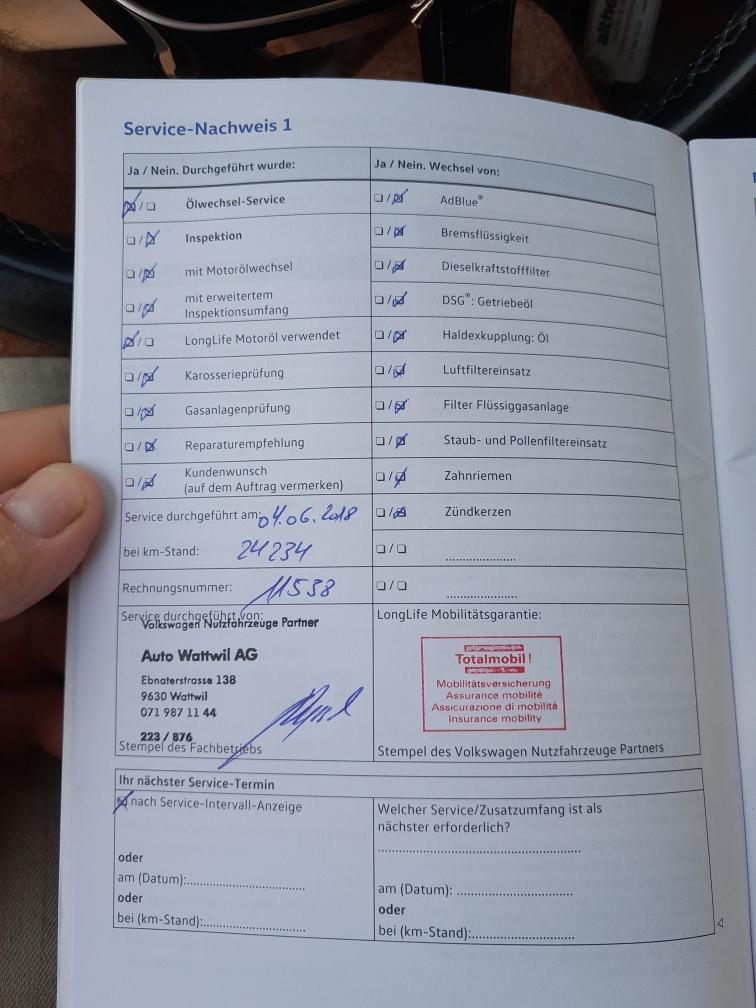 althe
Service-Nachweis 1
Ja / Nein. Durchgeführt wurde:
Ja / Nein. Wechsel von:
☒/☐ Ölwechsel-Service
☐/☒ AdBlue®
☐/☒ Inspektion
☐/☒ Bremsflüssigkeit
☐/☒ mit Motorölwechsel
☐/☒ Dieselkraftstofffilter
☐/☒ mit erweitertem
Inspektionsumfang
☐/☒ DSG®: Getriebeöl
☒/☐ LongLife Motoröl verwendet
☐/☒ Haldexkupplung: Öl
☐/☒ Karosserieprüfung
☐/☒ Luftfiltereinsatz
☐/☒ Gasanlagenprüfung
☐/☒ Filter Flüssiggasanlage
☐/☒ Reparaturempfehlung
☐/☒ Staub- und Pollenfiltereinsatz
☐/☒ Kundenwunsch
(auf dem Auftrag vermerken)
☐/☒ Zahnriemen
Service durchgeführt am: 04.06.2018
☐/☒ Zündkerzen
bei km-Stand: 24234
☐/☐ ......................
Rechnungsnummer: 11538
☐/☐ ......................
Service durchgeführt von:
Volkswagen Nutzfahrzeuge Partner
Auto Wattwil AG
Ebnaterstrasse 138
9630 Wattwil
071 987 11 44
223 / 876
Stempel des Fachbetriebs
LongLife Mobilitätsgarantie:
Totalmobil!
Mobilitätsversicherung
Assurance mobilité
Assicurazione di mobilità
Insurance mobility
Stempel des Volkswagen Nutzfahrzeuge Partners
Ihr nächster Service-Termin
☒ nach Service-Intervall-Anzeige
oder
am (Datum):..............................
oder
bei (km-Stand):..........................
Welcher Service/Zusatzumfang ist als
nächster erforderlich?
....................................................
am (Datum): ..............................
oder
bei (km-Stand):..........................